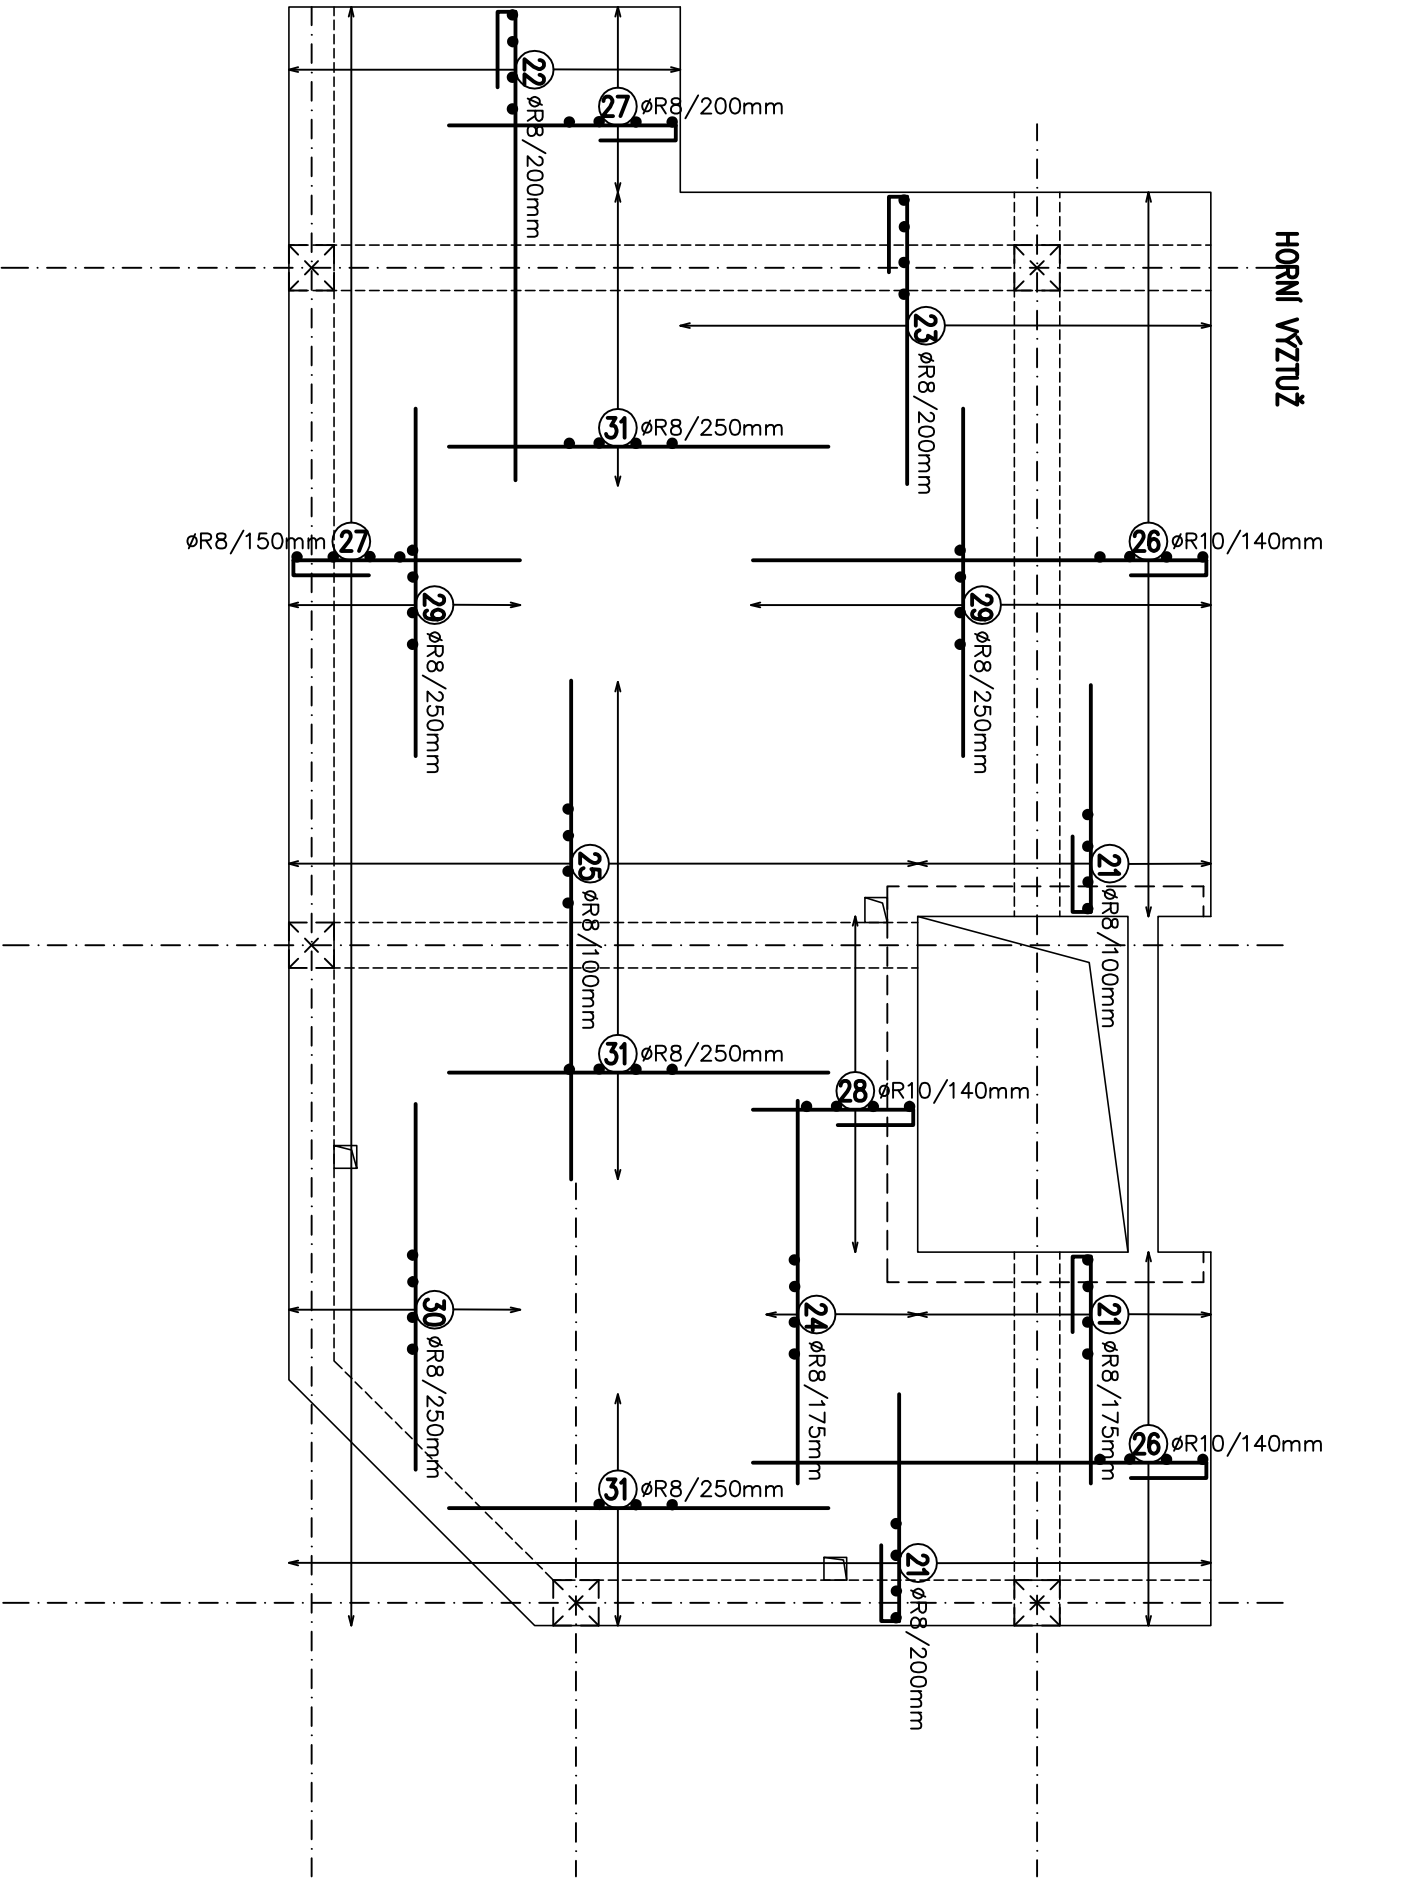 HORNÍ VÝZTUŽ
22 øR8/200mm
27 øR8/200mm
23 øR8/200mm
31 øR8/250mm
øR8/150mm 27
26 øR10/140mm
29 øR8/250mm
29 øR8/250mm
25 øR8/100mm
21 øR8/100mm
31 øR8/250mm
28 øR10/140mm
30 øR8/250mm
24 øR8/175mm
21 øR8/175mm
26 øR10/140mm
31 øR8/250mm
21 øR8/200mm